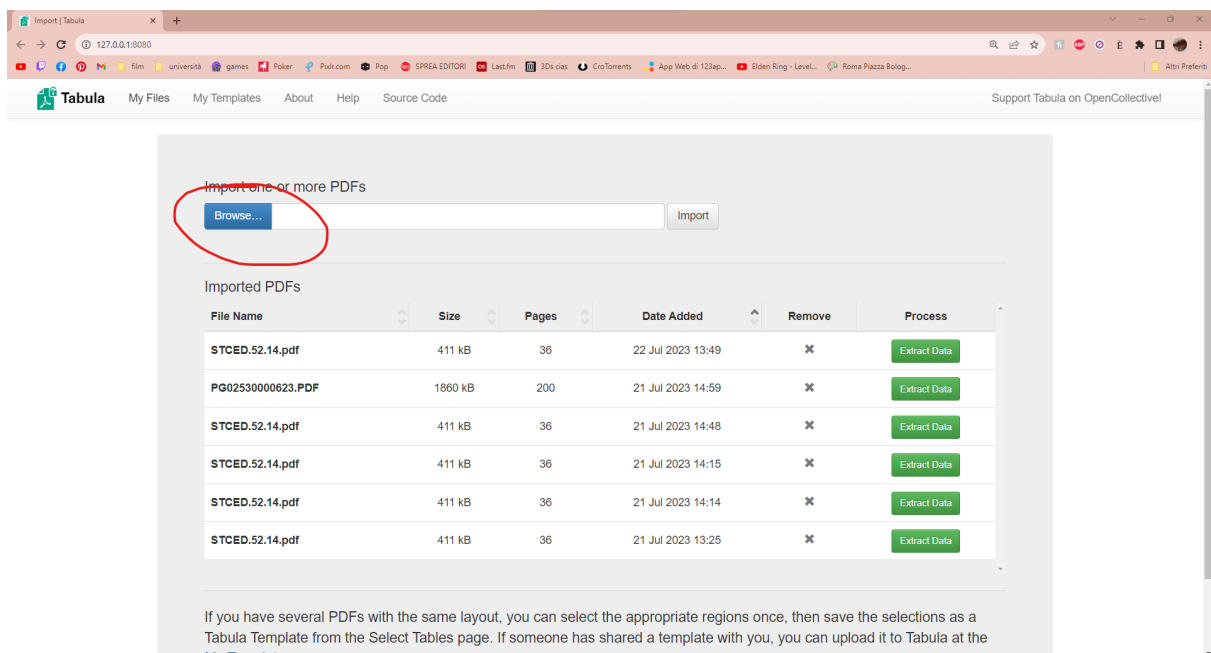 Import | Tabula
127.0.0.1:8080
film università games Poker Pixlr.com Pop SPREA EDITORI Last.fm 3Ds cias CroTorrents App Web di 123ap... Elden Ring - Level... Roma Piazza Bolog... Altri Preferiti
Tabula My Files My Templates About Help Source Code Support Tabula on OpenCollective!
Import one or more PDFs
Browse... Import
Imported PDFs
File Name Size Pages Date Added Remove Process
STCED.52.14.pdf 411 kB 36 22 Jul 2023 13:49 Extract Data
PG02530000623.PDF 1860 kB 200 21 Jul 2023 14:59 Extract Data
STCED.52.14.pdf 411 kB 36 21 Jul 2023 14:48 Extract Data
STCED.52.14.pdf 411 kB 36 21 Jul 2023 14:15 Extract Data
STCED.52.14.pdf 411 kB 36 21 Jul 2023 14:14 Extract Data
STCED.52.14.pdf 411 kB 36 21 Jul 2023 13:25 Extract Data
If you have several PDFs with the same layout, you can select the appropriate regions once, then save the selections as a
Tabula Template from the Select Tables page. If someone has shared a template with you, you can upload it to Tabula at the